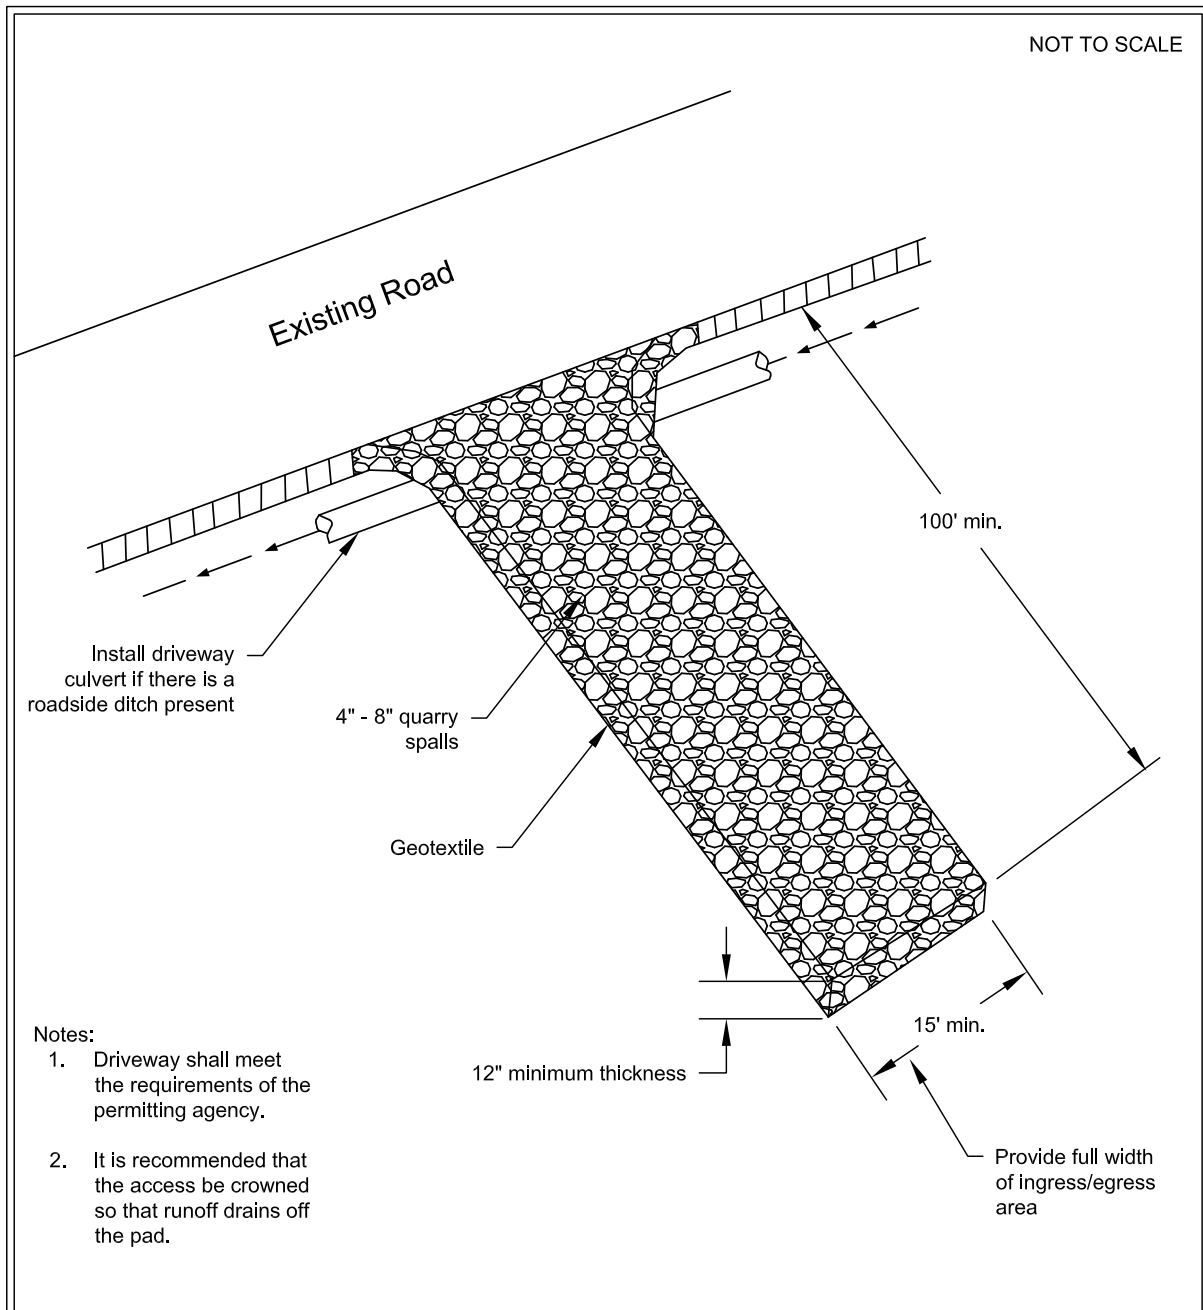 NOT TO SCALE
Existing Road
100' min.
Install driveway
culvert if there is a
roadside ditch present
4" - 8" quarry
spalls
Geotextile
15' min.
12" minimum thickness
Provide full width
of ingress/egress
area
Notes:
1. Driveway shall meet
the requirements of the
permitting agency.
2. It is recommended that
the access be crowned
so that runoff drains off
the pad.